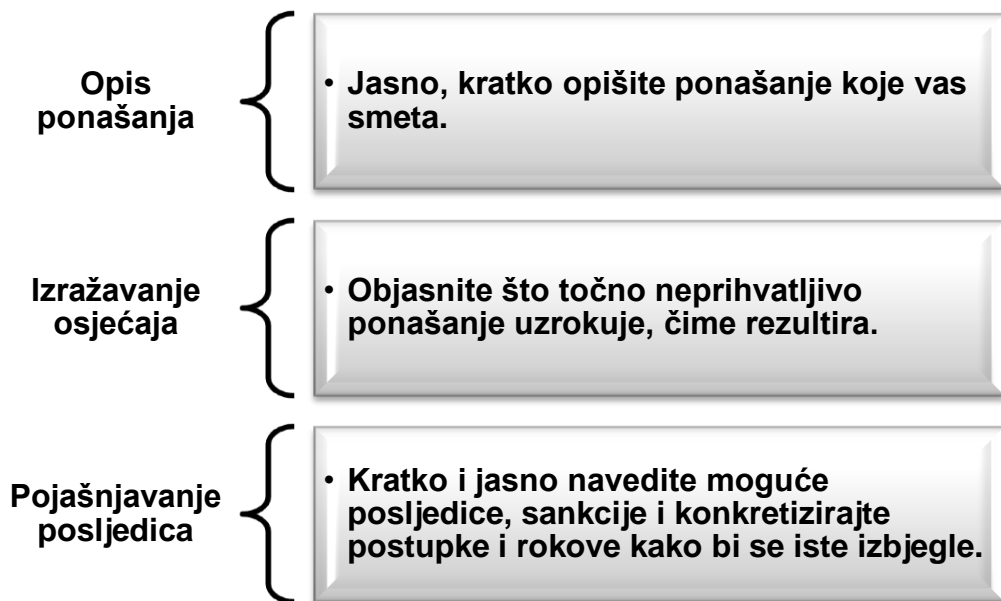 Opis
ponašanja
• Jasno, kratko opišite ponašanje koje vas
smeta.
Izražavanje
osjećaja
• Objasnite što točno neprihvatljivo
ponašanje uzrokuje, čime rezultira.
Pojašnjavanje
posljedica
• Kratko i jasno navedite moguće
posljedice, sankcije i konkretizirajte
postupke i rokove kako bi se iste izbjegle.